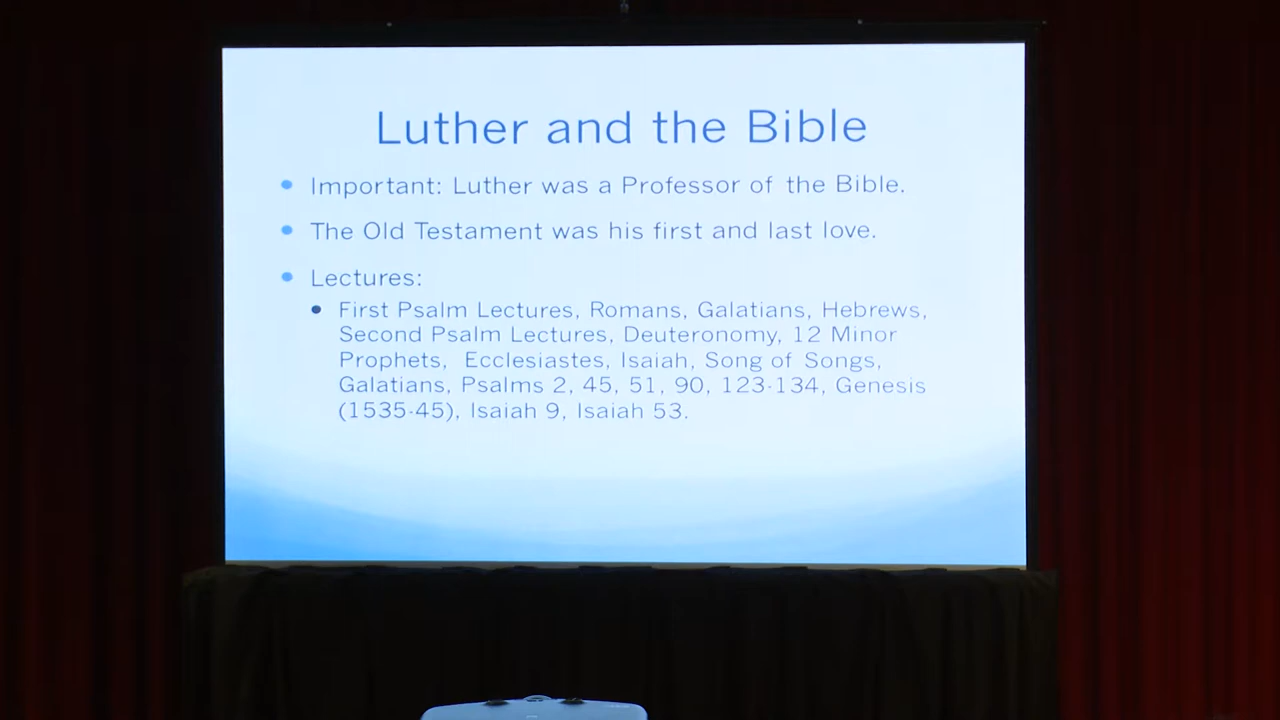 Luther and the Bible
Important: Luther was a Professor of the Bible.
The Old Testament was his first and last love.
Lectures:
First Psalm Lectures, Romans, Galatians, Hebrews,
Second Psalm Lectures, Deuteronomy, 12 Minor
Prophets, Ecclesiastes, Isaiah, Song of Songs,
Galatians, Psalms 2, 45, 51, 90, 123-134, Genesis
(1535-45), Isaiah 9, Isaiah 53.